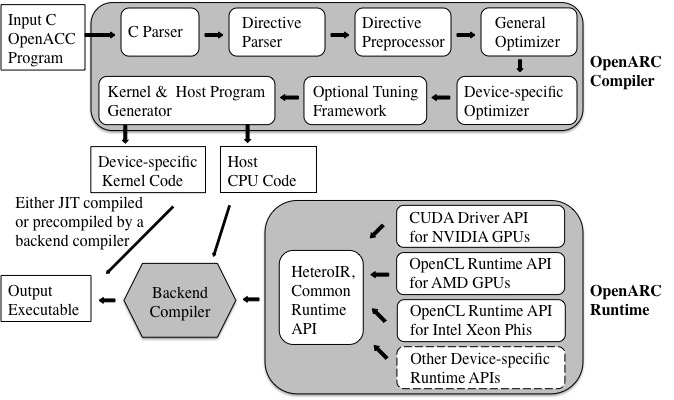 Input C
OpenACC
Program
C Parser
Directive
Parser
Directive
Preprocessor
General
Optimizer
OpenARC
Compiler
Kernel & Host Program
Generator
Optional Tuning
Framework
Device-specific
Optimizer
Device-specific
Kernel Code
Host
CPU Code
Either JIT compiled
or precompiled by a
backend compiler
Output
Executable
Backend
Compiler
HeteroIR,
Common
Runtime
API
CUDA Driver API
for NVIDIA GPUs
OpenCL Runtime API
for AMD GPUs
OpenCL Runtime API
for Intel Xeon Phis
Other Device-specific
Runtime APIs
OpenARC
Runtime